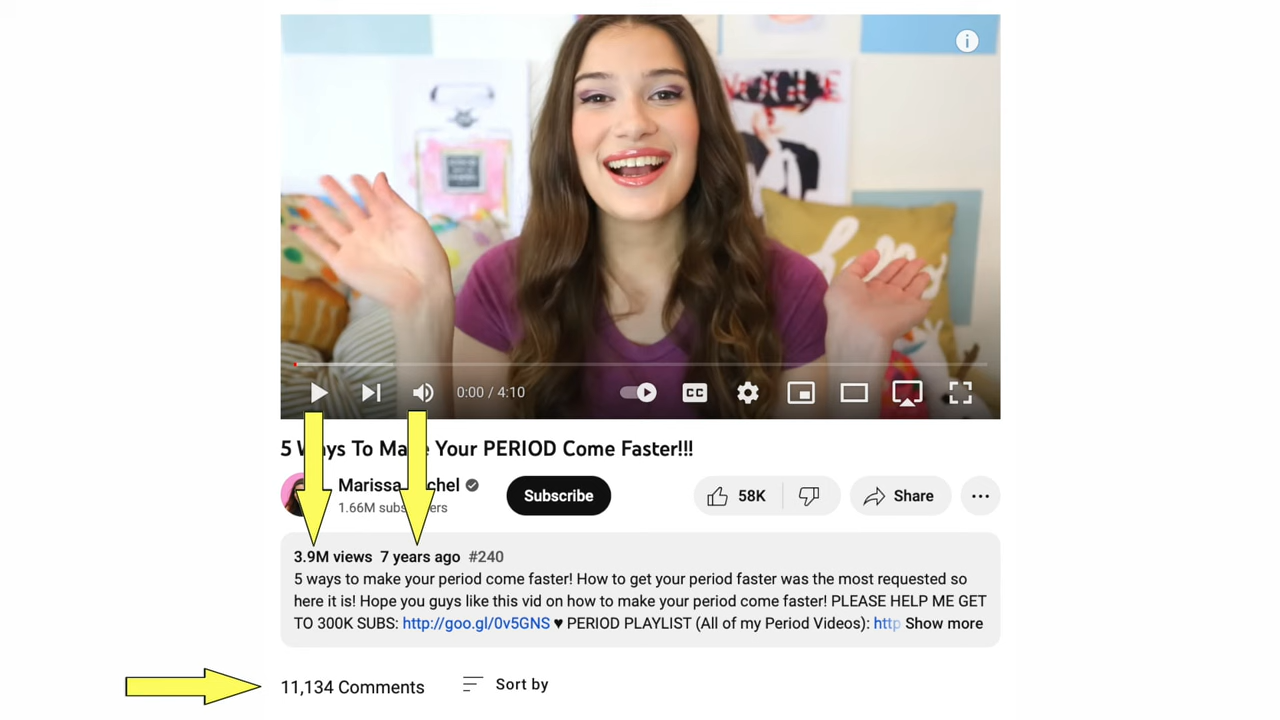 0:00 / 4:10
CC
5 Ways To Make Your PERIOD Come Faster!!!
Marissa
1.66M
Subscribe
58K
Share
3.9M views 7 years ago #240
5 ways to make your period come faster! How to get your period faster was the most requested so
here it is! Hope you guys like this vid on how to make your period come faster! PLEASE HELP ME GET
TO 300K SUBS: http://goo.gl/0v5GNS ♥ PERIOD PLAYLIST (All of my Period Videos): http Show more
11,134 Comments
Sort by